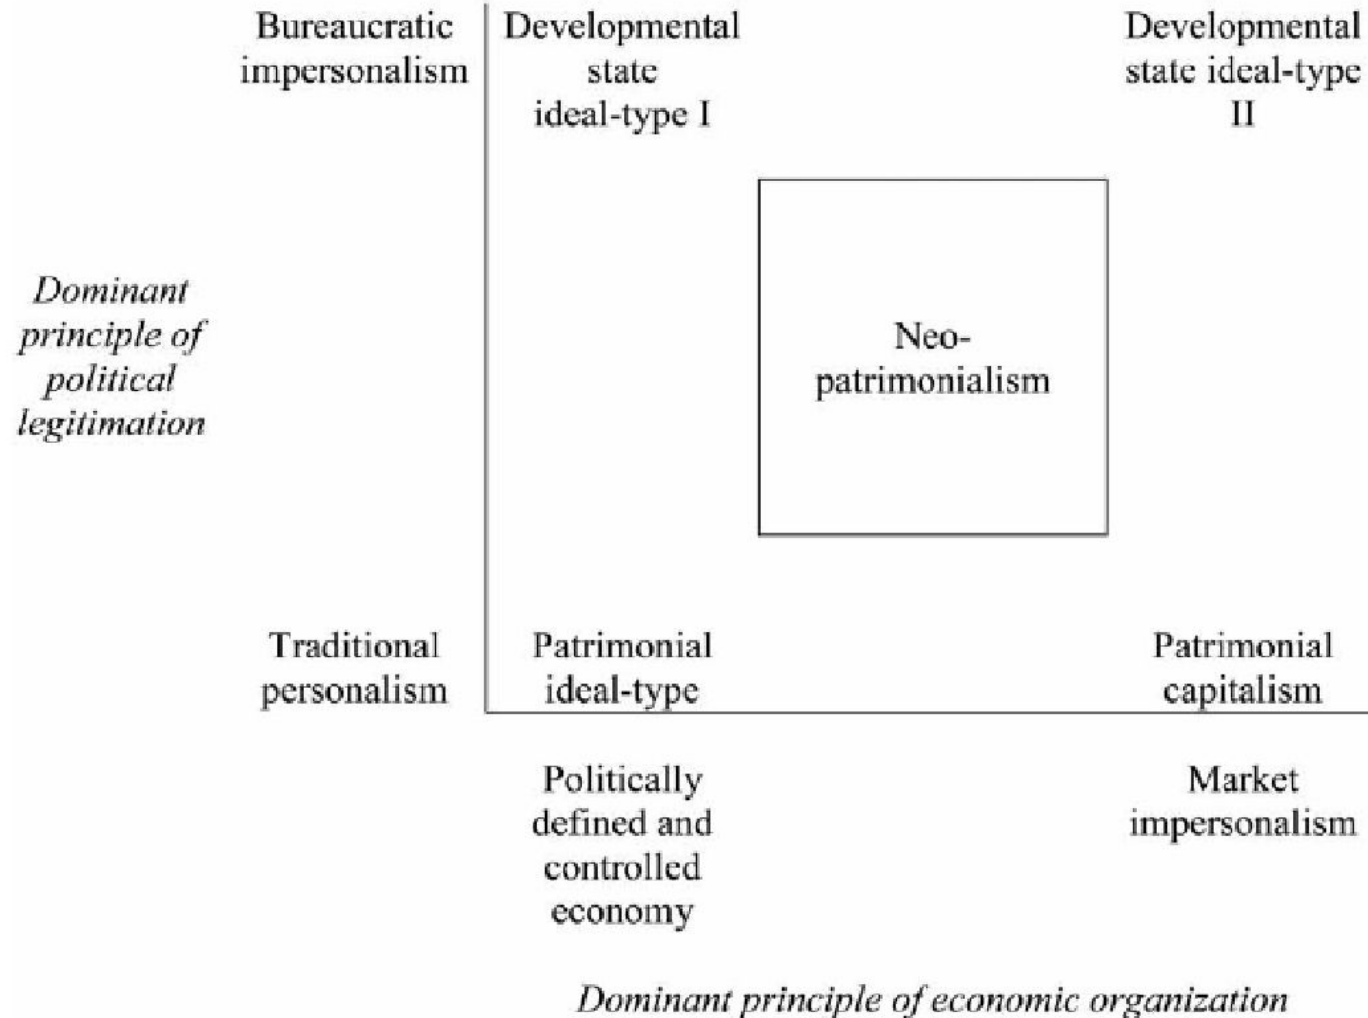 Bureaucratic
impersonalism
Developmental
state
ideal-type I
Developmental
state ideal-type
II
Dominant
principle of
political
legitimation
Neo-
patrimonialism
Traditional
personalism
Patrimonial
ideal-type
Patrimonial
capitalism
Politically
defined and
controlled
economy
Market
impersonalism
Dominant principle of economic organization